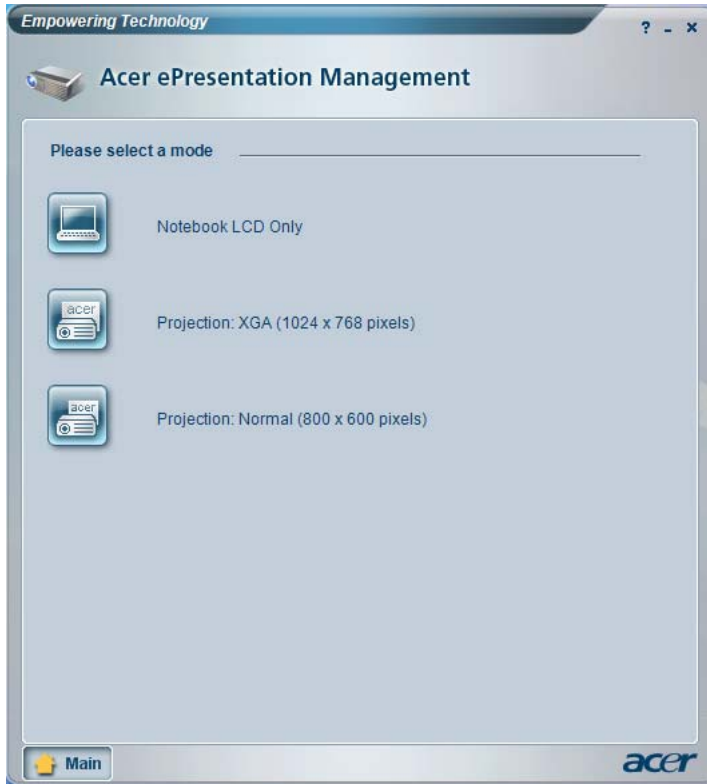 Empowering Technology
? - ×
Acer ePresentation Management
Please select a mode
Notebook LCD Only
acer
Projection: XGA (1024 x 768 pixels)
acer
Projection: Normal (800 x 600 pixels)
Main
acer